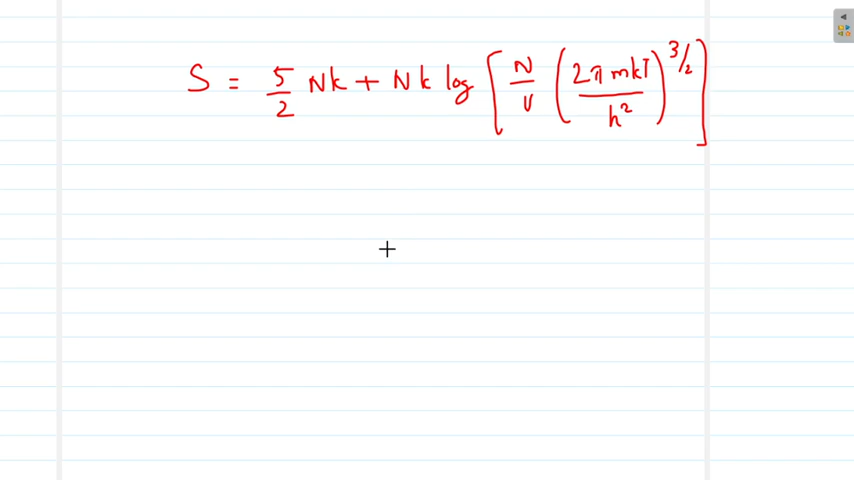 S = 5/2 Nk + Nk log [ N/V ( 2πmkT / h² )^3/2 ]